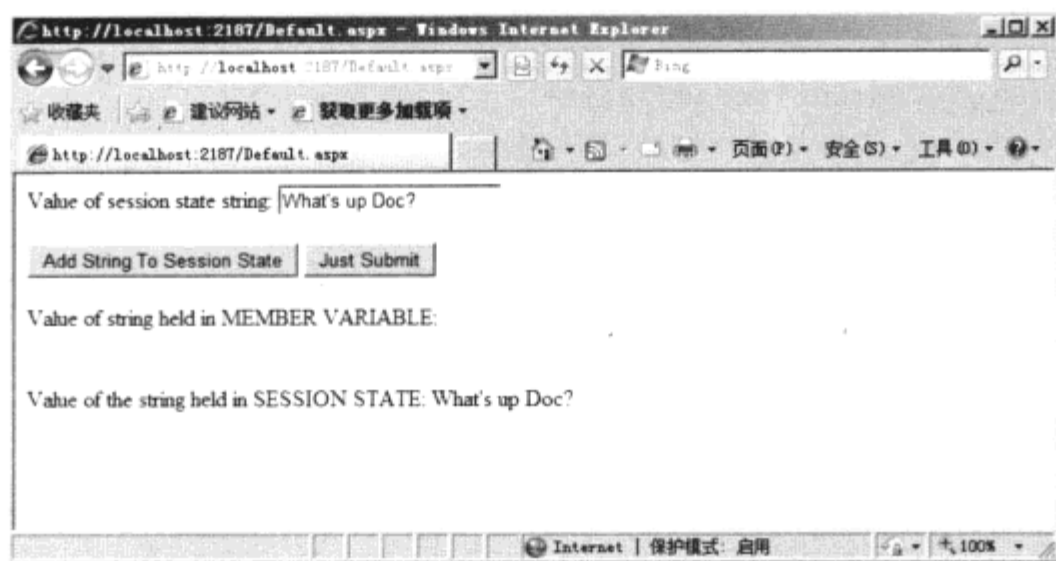 http://localhost:2187/Default.aspx - Windows Internet Explorer
http://localhost:2187/Default.aspx Bing
收藏夹 建议网站 获取更多加载项
http://localhost:2187/Default.aspx 页面(P) 安全(S) 工具(O)
Value of session state string: What's up Doc?
Add String To Session State Just Submit
Value of string held in MEMBER VARIABLE:
Value of the string held in SESSION STATE: What's up Doc?
Internet | 保护模式: 启用 100%